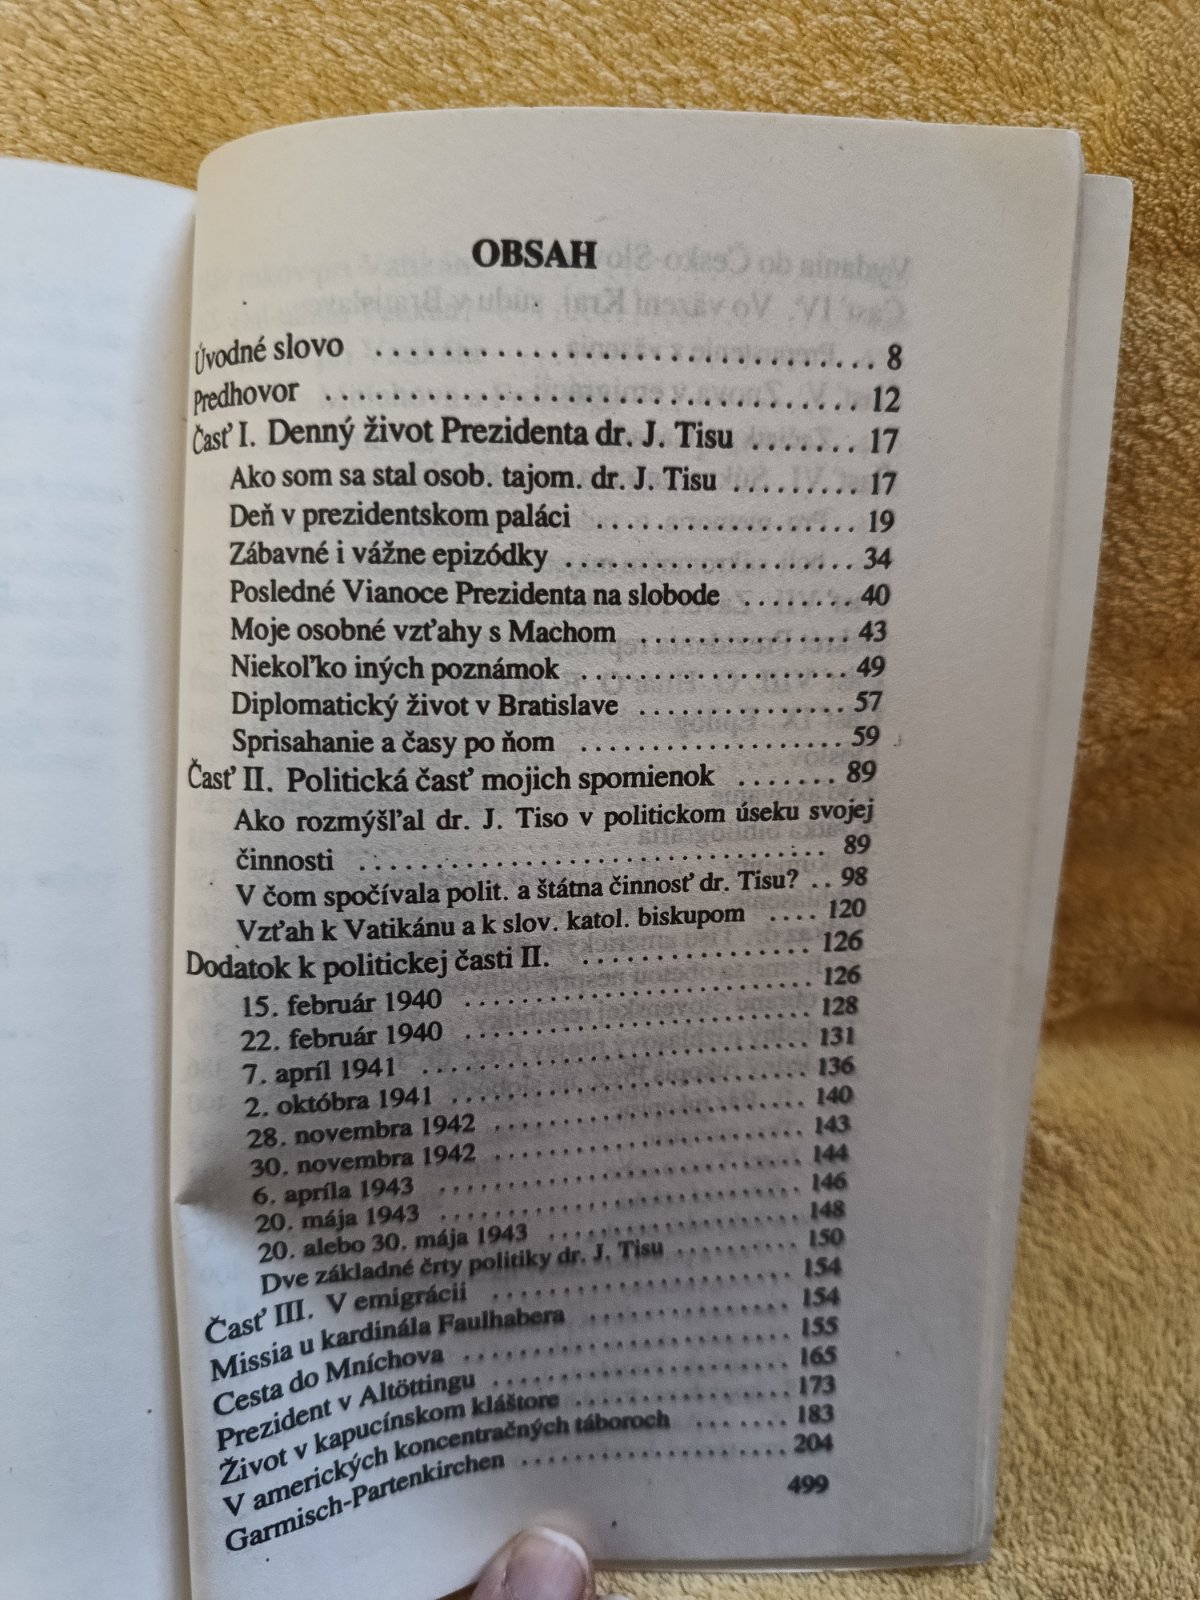 OBSAH
Úvodné slovo .............................. 8
Predhovor ................................ 12
Časť I. Denný život Prezidenta dr. J. Tisu ....... 17
Ako som sa stal osob. tajom. dr. J. Tisu ......... 17
Deň v prezidentskom paláci ................. 19
Zábavné i vážne epizódky ................... 34
Posledné Vianoce Prezidenta na slobode ........ 40
Moje osobné vzťahy s Machom ............... 43
Niekoľko iných poznámok ................... 49
Diplomatický život v Bratislave ............... 57
Sprisahanie a časy po ňom ................... 59
Časť II. Politická časť mojich spomienok ....... 89
Ako rozmýšľal dr. J. Tiso v politickom úseku svojej
činnosti .................................. 89
V čom spočívala polit. a štátna činnosť dr. Tisu? .. 98
Vzťah k Vatikánu a k slov. katol. biskupom .... 120
Dodatok k politickej časti II. ................. 126
15. február 1940 .......................... 126
22. február 1940 .......................... 128
7. apríl 1941 ............................. 131
2. októbra 1941 ........................... 136
28. novembra 1942 ........................ 140
30. novembra 1942 ........................ 143
6. apríla 1943 ............................ 144
20. mája 1943 ............................ 146
20. alebo 30. mája 1943 ................... 148
Dve základné črty politiky dr. J. Tisu .......... 150
Časť III. V emigrácii ....................... 154
Missia u kardinála Faulhabera ................ 154
Cesta do Mníchova ......................... 155
Prezident v Altöttingu ....................... 165
Život v kapucínskom kláštore ................. 173
V amerických koncentračných táboroch ....... 183
Garmisch-Partenkirchen ..................... 204
499